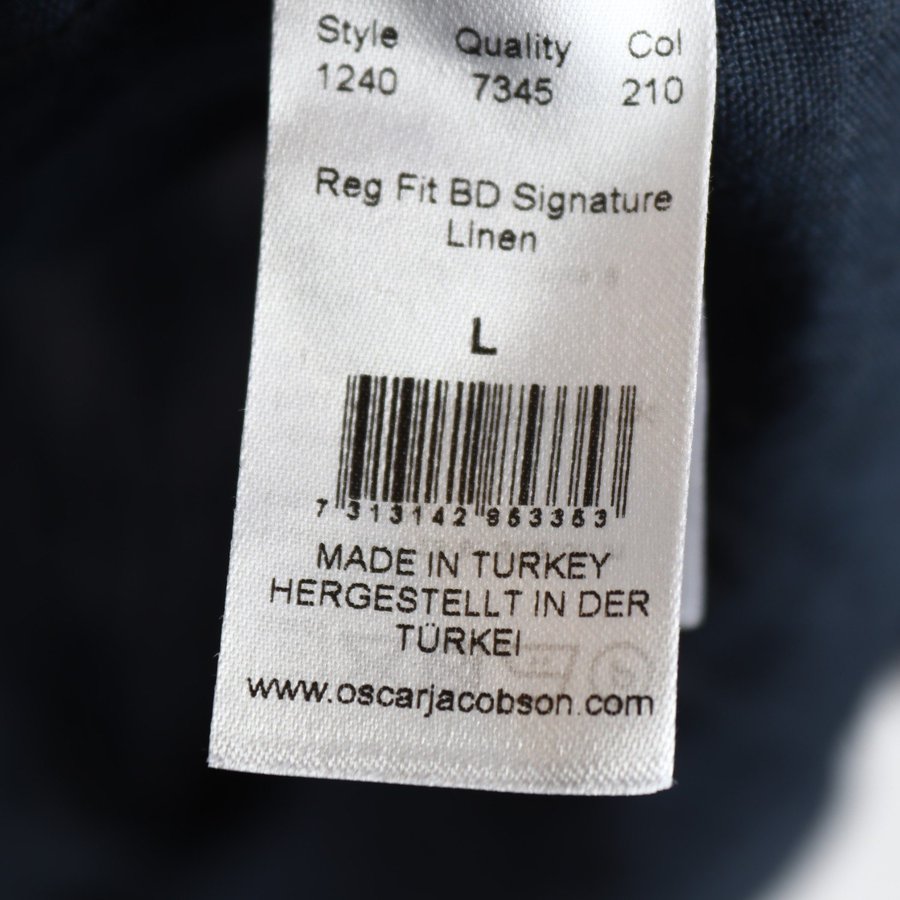 Style Quality Col
1240 7345 210
Reg Fit BD Signature
Linen
L
7 313142 853353
MADE IN TURKEY
HERGESTELLT IN DER
TÜRKEI
www.oscarjacobson.com